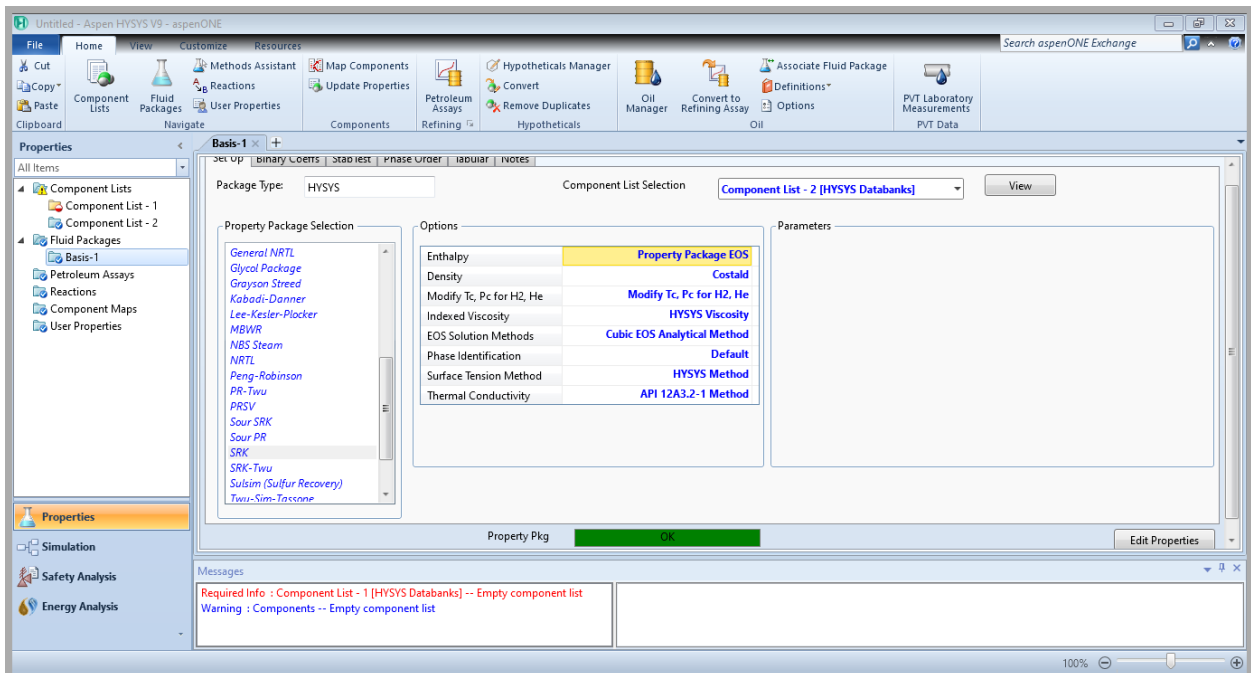 Untitled - Aspen HYSYS V9 - aspenONE
File Home View Customize Resources Search aspenONE Exchange
Cut
Copy
Paste
Clipboard
Component Lists
Fluid Packages
Methods Assistant
Reactions
User Properties
Navigate
Map Components
Update Properties
Components
Petroleum Assays
Refining
Hypotheticals Manager
Convert
Remove Duplicates
Hypotheticals
Oil Manager
Convert to Refining Assay
Associate Fluid Package
Definitions
Options
Oil
PVT Laboratory Measurements
PVT Data
Properties
All Items
Component Lists
Component List - 1
Component List - 2
Fluid Packages
Basis-1
Petroleum Assays
Reactions
Component Maps
User Properties
Properties
Simulation
Safety Analysis
Energy Analysis
Basis-1
Set Up Binary Coeffs StabTest Phase Order Tabular Notes
Package Type: HYSYS Component List Selection Component List - 2 [HYSYS Databanks] View
Property Package Selection
General NRTL
Glycol Package
Grayson Streed
Kabadi-Danner
Lee-Kesler-Plocker
MBWR
NBS Steam
NRTL
Peng-Robinson
PR-Twu
PRSV
Sour SRK
Sour PR
SRK
SRK-Twu
Sulsim (Sulfur Recovery)
Twu-Sim-Tassone
Options
Enthalpy Property Package EOS
Density Costald
Modify Tc, Pc for H2, He Modify Tc, Pc for H2, He
Indexed Viscosity HYSYS Viscosity
EOS Solution Methods Cubic EOS Analytical Method
Phase Identification Default
Surface Tension Method HYSYS Method
Thermal Conductivity API 12A3.2-1 Method
Parameters
Property Pkg OK Edit Properties
Messages
Required Info : Component List - 1 [HYSYS Databanks] -- Empty component list
Warning : Components -- Empty component list
100%